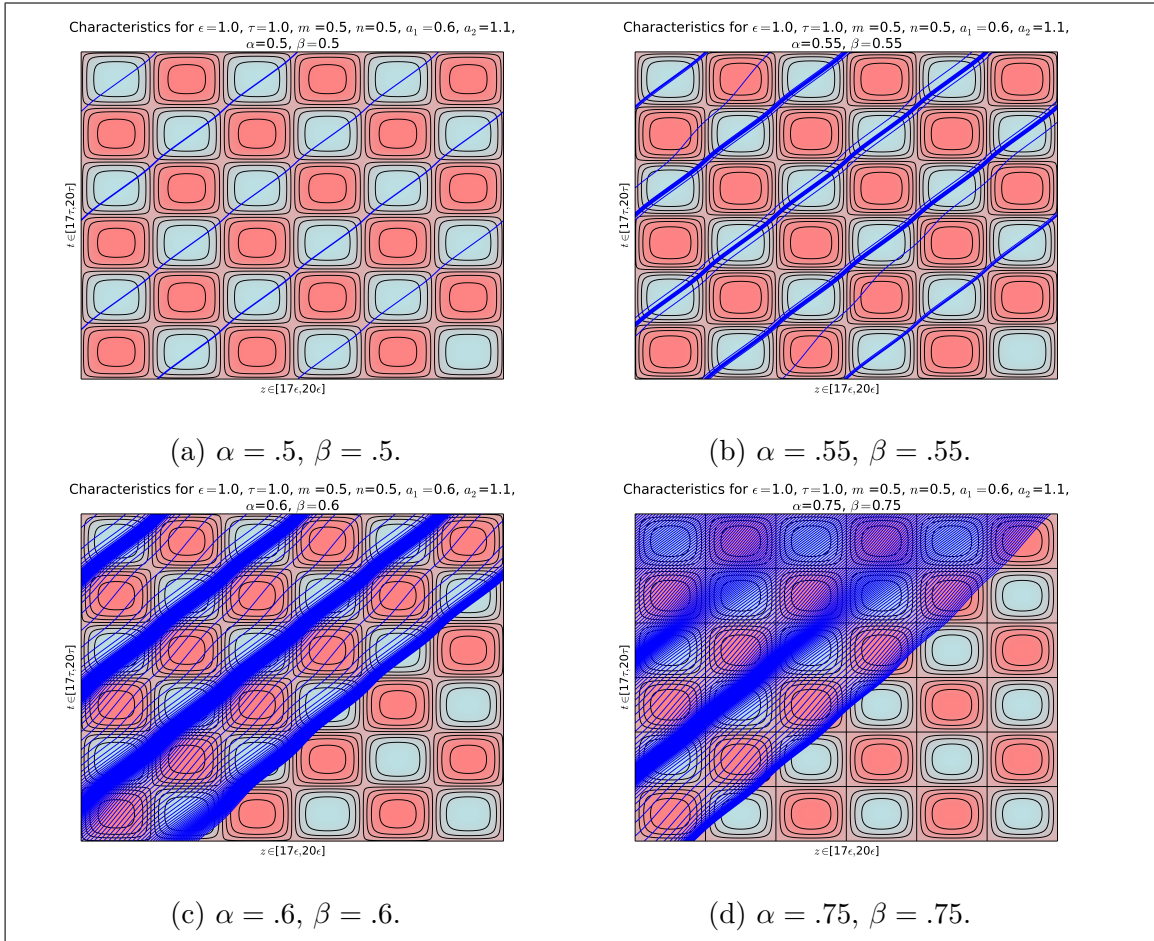 Characteristics for ϵ=1.0, τ=1.0, m =0.5, n=0.5, a₁=0.6, a₂=1.1,
α=0.5, β=0.5
t∈[17τ,20τ]
z∈[17ϵ,20ϵ]
(a) α = .5, β = .5.
Characteristics for ϵ=1.0, τ=1.0, m =0.5, n=0.5, a₁=0.6, a₂=1.1,
α=0.55, β=0.55
t∈[17τ,20τ]
z∈[17ϵ,20ϵ]
(b) α = .55, β = .55.
Characteristics for ϵ=1.0, τ=1.0, m =0.5, n=0.5, a₁=0.6, a₂=1.1,
α=0.6, β=0.6
t∈[17τ,20τ]
z∈[17ϵ,20ϵ]
(c) α = .6, β = .6.
Characteristics for ϵ=1.0, τ=1.0, m =0.5, n=0.5, a₁=0.6, a₂=1.1,
α=0.75, β=0.75
t∈[17τ,20τ]
z∈[17ϵ,20ϵ]
(d) α = .75, β = .75.